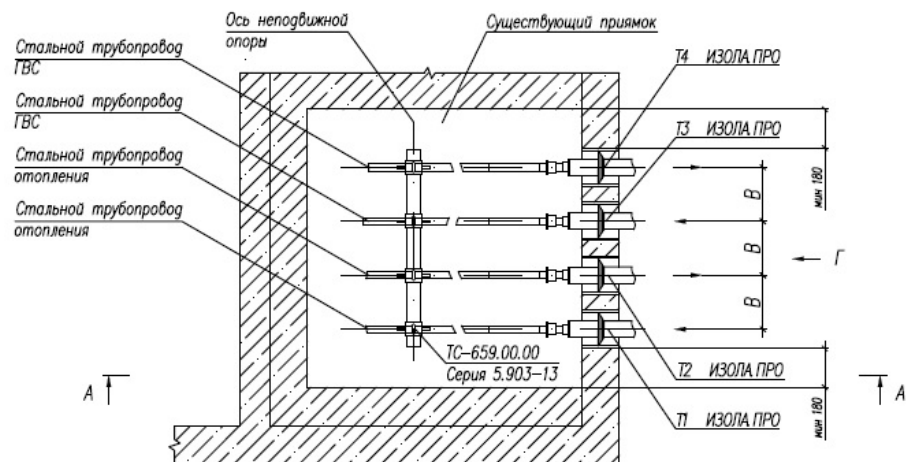 Ось неподвижной
опоры
Существующий приямок
Стальной трубопровод
ГВС
Т4 ИЗОЛА.ПРО
Стальной трубопровод
ГВС
Т3 ИЗОЛА.ПРО
Стальной трубопровод
отопления
мин 180
Стальной трубопровод
отопления
В
В
Г
В
ТС-659.00.00
Серия 5.903-13
Т2 ИЗОЛА.ПРО
А
А
мин 180
Т1 ИЗОЛА.ПРО